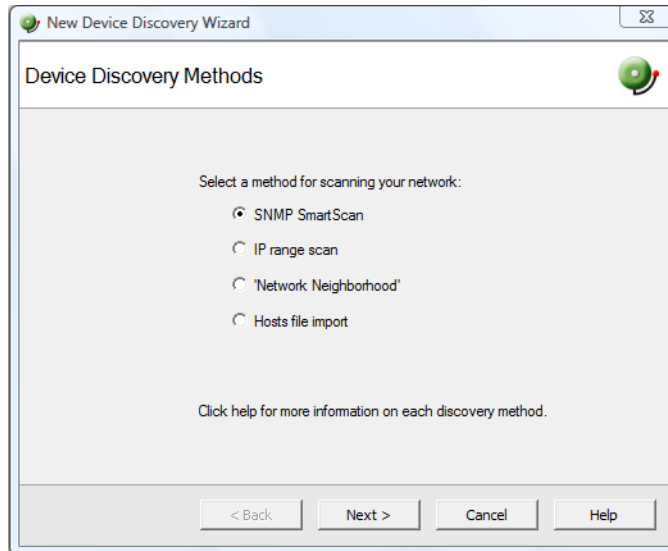 New Device Discovery Wizard
Device Discovery Methods
Select a method for scanning your network:
SNMP SmartScan
IP range scan
'Network Neighborhood'
Hosts file import
Click help for more information on each discovery method.
< Back Next > Cancel Help